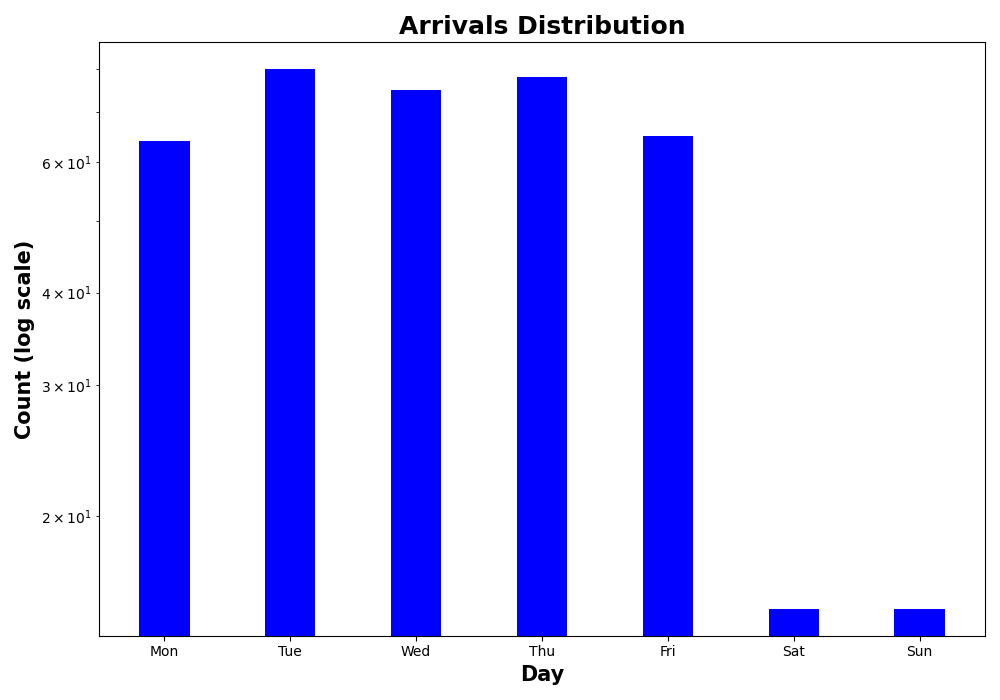 Arrivals Distribution
Count (log scale)
6 × 10¹
4 × 10¹
3 × 10¹
2 × 10¹
Mon Tue Wed Thu Fri Sat Sun
Day